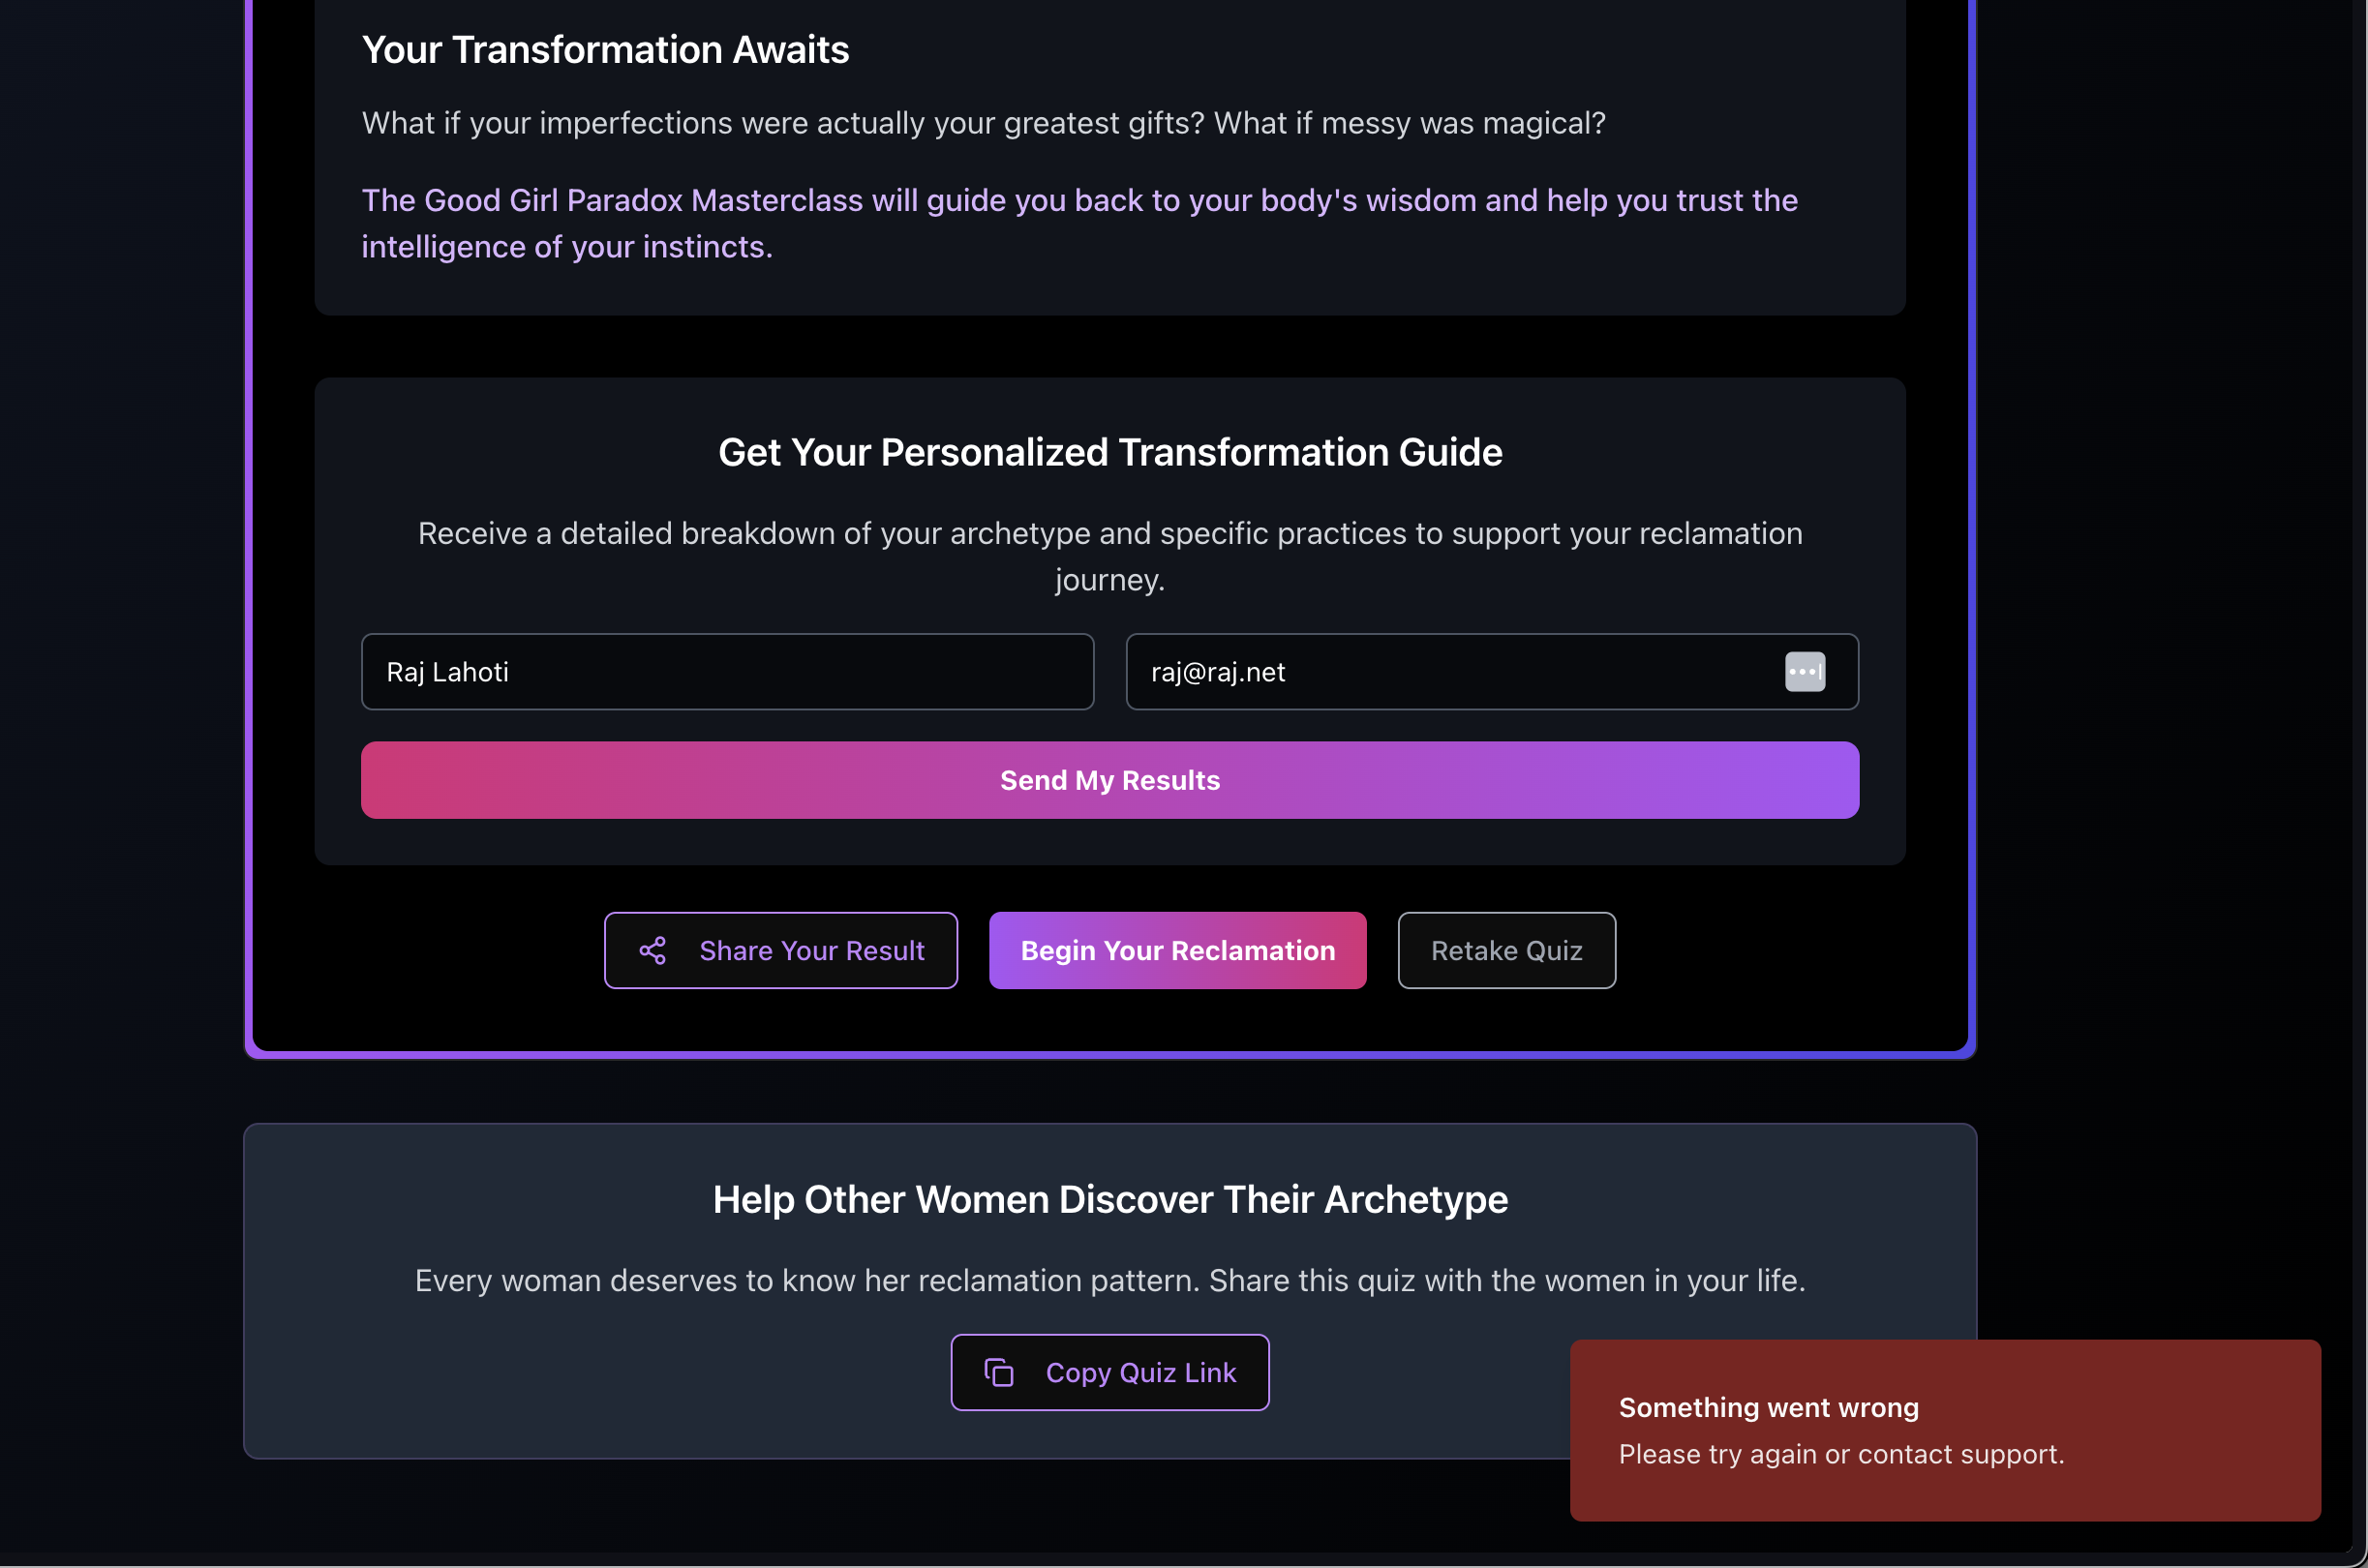 Your Transformation Awaits
What if your imperfections were actually your greatest gifts? What if messy was magical?
The Good Girl Paradox Masterclass will guide you back to your body's wisdom and help you trust the
intelligence of your instincts.
Get Your Personalized Transformation Guide
Receive a detailed breakdown of your archetype and specific practices to support your reclamation
journey.
Raj Lahoti
raj@raj.net
Send My Results
Share Your Result
Begin Your Reclamation
Retake Quiz
Help Other Women Discover Their Archetype
Every woman deserves to know her reclamation pattern. Share this quiz with the women in your life.
Copy Quiz Link
Something went wrong
Please try again or contact support.